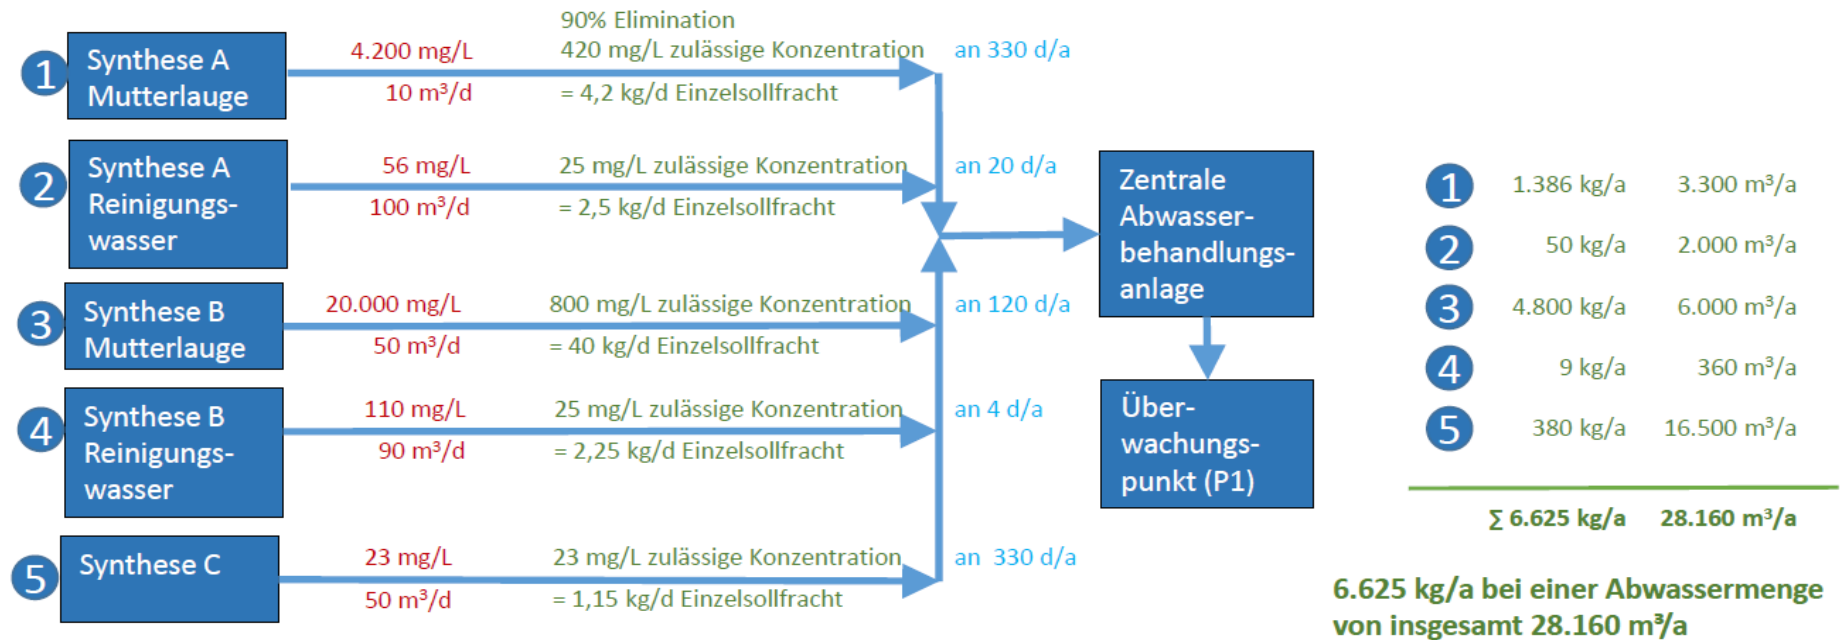 90% Elimination
1
Synthese A
Mutterlauge
4.200 mg/L
420 mg/L zulässige Konzentration
an 330 d/a
10 m³/d
= 4,2 kg/d Einzelsollfracht
2
Synthese A
Reinigungs-
wasser
56 mg/L
25 mg/L zulässige Konzentration
an 20 d/a
100 m³/d
= 2,5 kg/d Einzelsollfracht
3
Synthese B
Mutterlauge
20.000 mg/L
800 mg/L zulässige Konzentration
an 120 d/a
50 m³/d
= 40 kg/d Einzelsollfracht
4
Synthese B
Reinigungs-
wasser
110 mg/L
25 mg/L zulässige Konzentration
an 4 d/a
90 m³/d
= 2,25 kg/d Einzelsollfracht
5
Synthese C
23 mg/L
23 mg/L zulässige Konzentration
an 330 d/a
50 m³/d
= 1,15 kg/d Einzelsollfracht
Zentrale
Abwasser-
behandlungs-
anlage
Über-
wachungs-
punkt (P1)
1 1.386 kg/a 3.300 m³/a
2 50 kg/a 2.000 m³/a
3 4.800 kg/a 6.000 m³/a
4 9 kg/a 360 m³/a
5 380 kg/a 16.500 m³/a
∑ 6.625 kg/a 28.160 m³/a
6.625 kg/a bei einer Abwassermenge
von insgesamt 28.160 m³/a